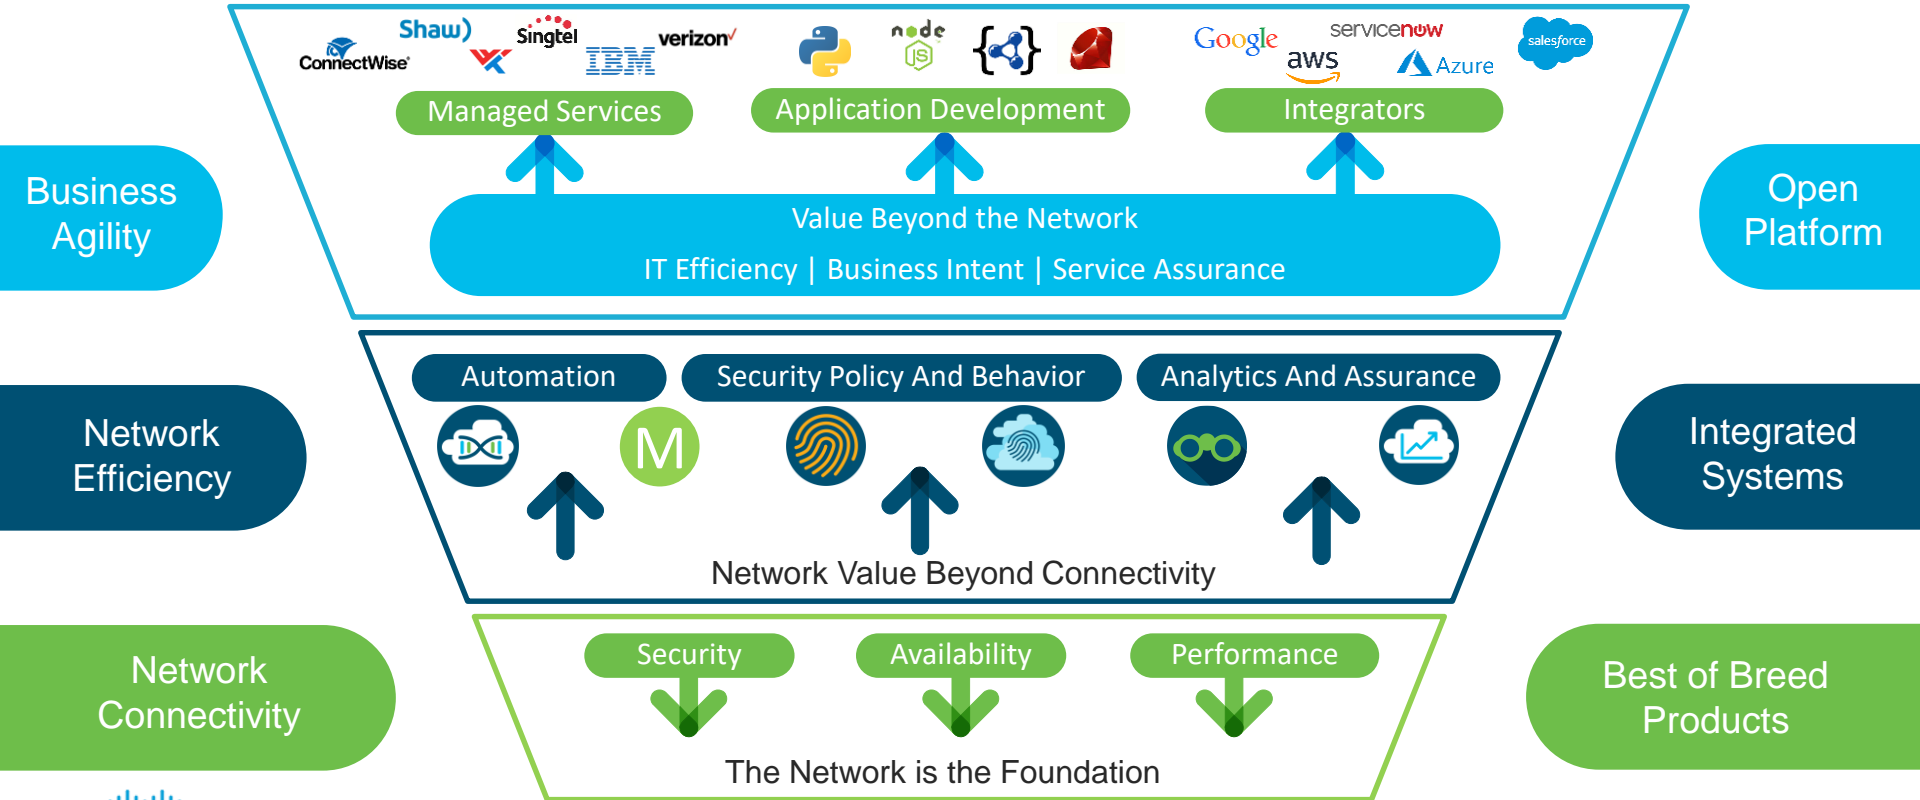 Shaw)
Singtel
ConnectWise
IBM
verizon
node
JS
Google
servicenow
aws
Azure
salesforce
Managed Services
Application Development
Integrators
Business
Agility
Value Beyond the Network
IT Efficiency | Business Intent | Service Assurance
Open
Platform
Automation
Security Policy And Behavior
Analytics And Assurance
M
Network
Efficiency
Integrated
Systems
Network Value Beyond Connectivity
Security
Availability
Performance
Network
Connectivity
Best of Breed
Products
The Network is the Foundation